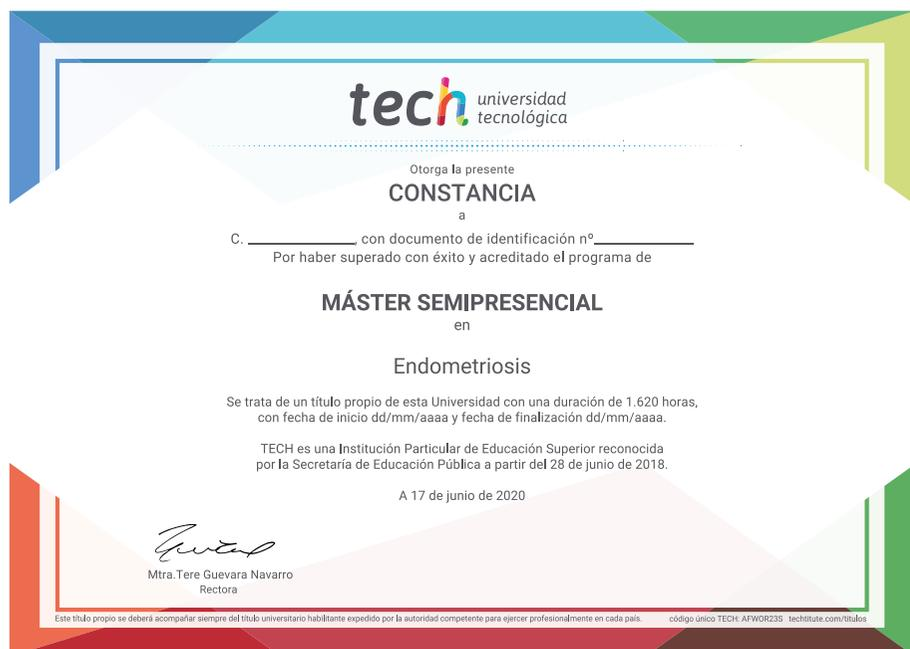 tech universidad
tecnológica
Otorga la presente
CONSTANCIA
a
C. ______________, con documento de identificación nº_____________
Por haber superado con éxito y acreditado el programa de
MÁSTER SEMIPRESENCIAL
en
Endometriosis
Se trata de un título propio de esta Universidad con una duración de 1.620 horas,
con fecha de inicio dd/mm/aaaa y fecha de finalización dd/mm/aaaa.
TECH es una Institución Particular de Educación Superior reconocida
por la Secretaría de Educación Pública a partir del 28 de junio de 2018.
A 17 de junio de 2020
Mtra.Tere Guevara Navarro
Rectora
Este título propio se deberá acompañar siempre del título universitario habilitante expedido por la autoridad competente para ejercer profesionalmente en cada país. código único TECH: AFWOR23S techtitute.com/titulos